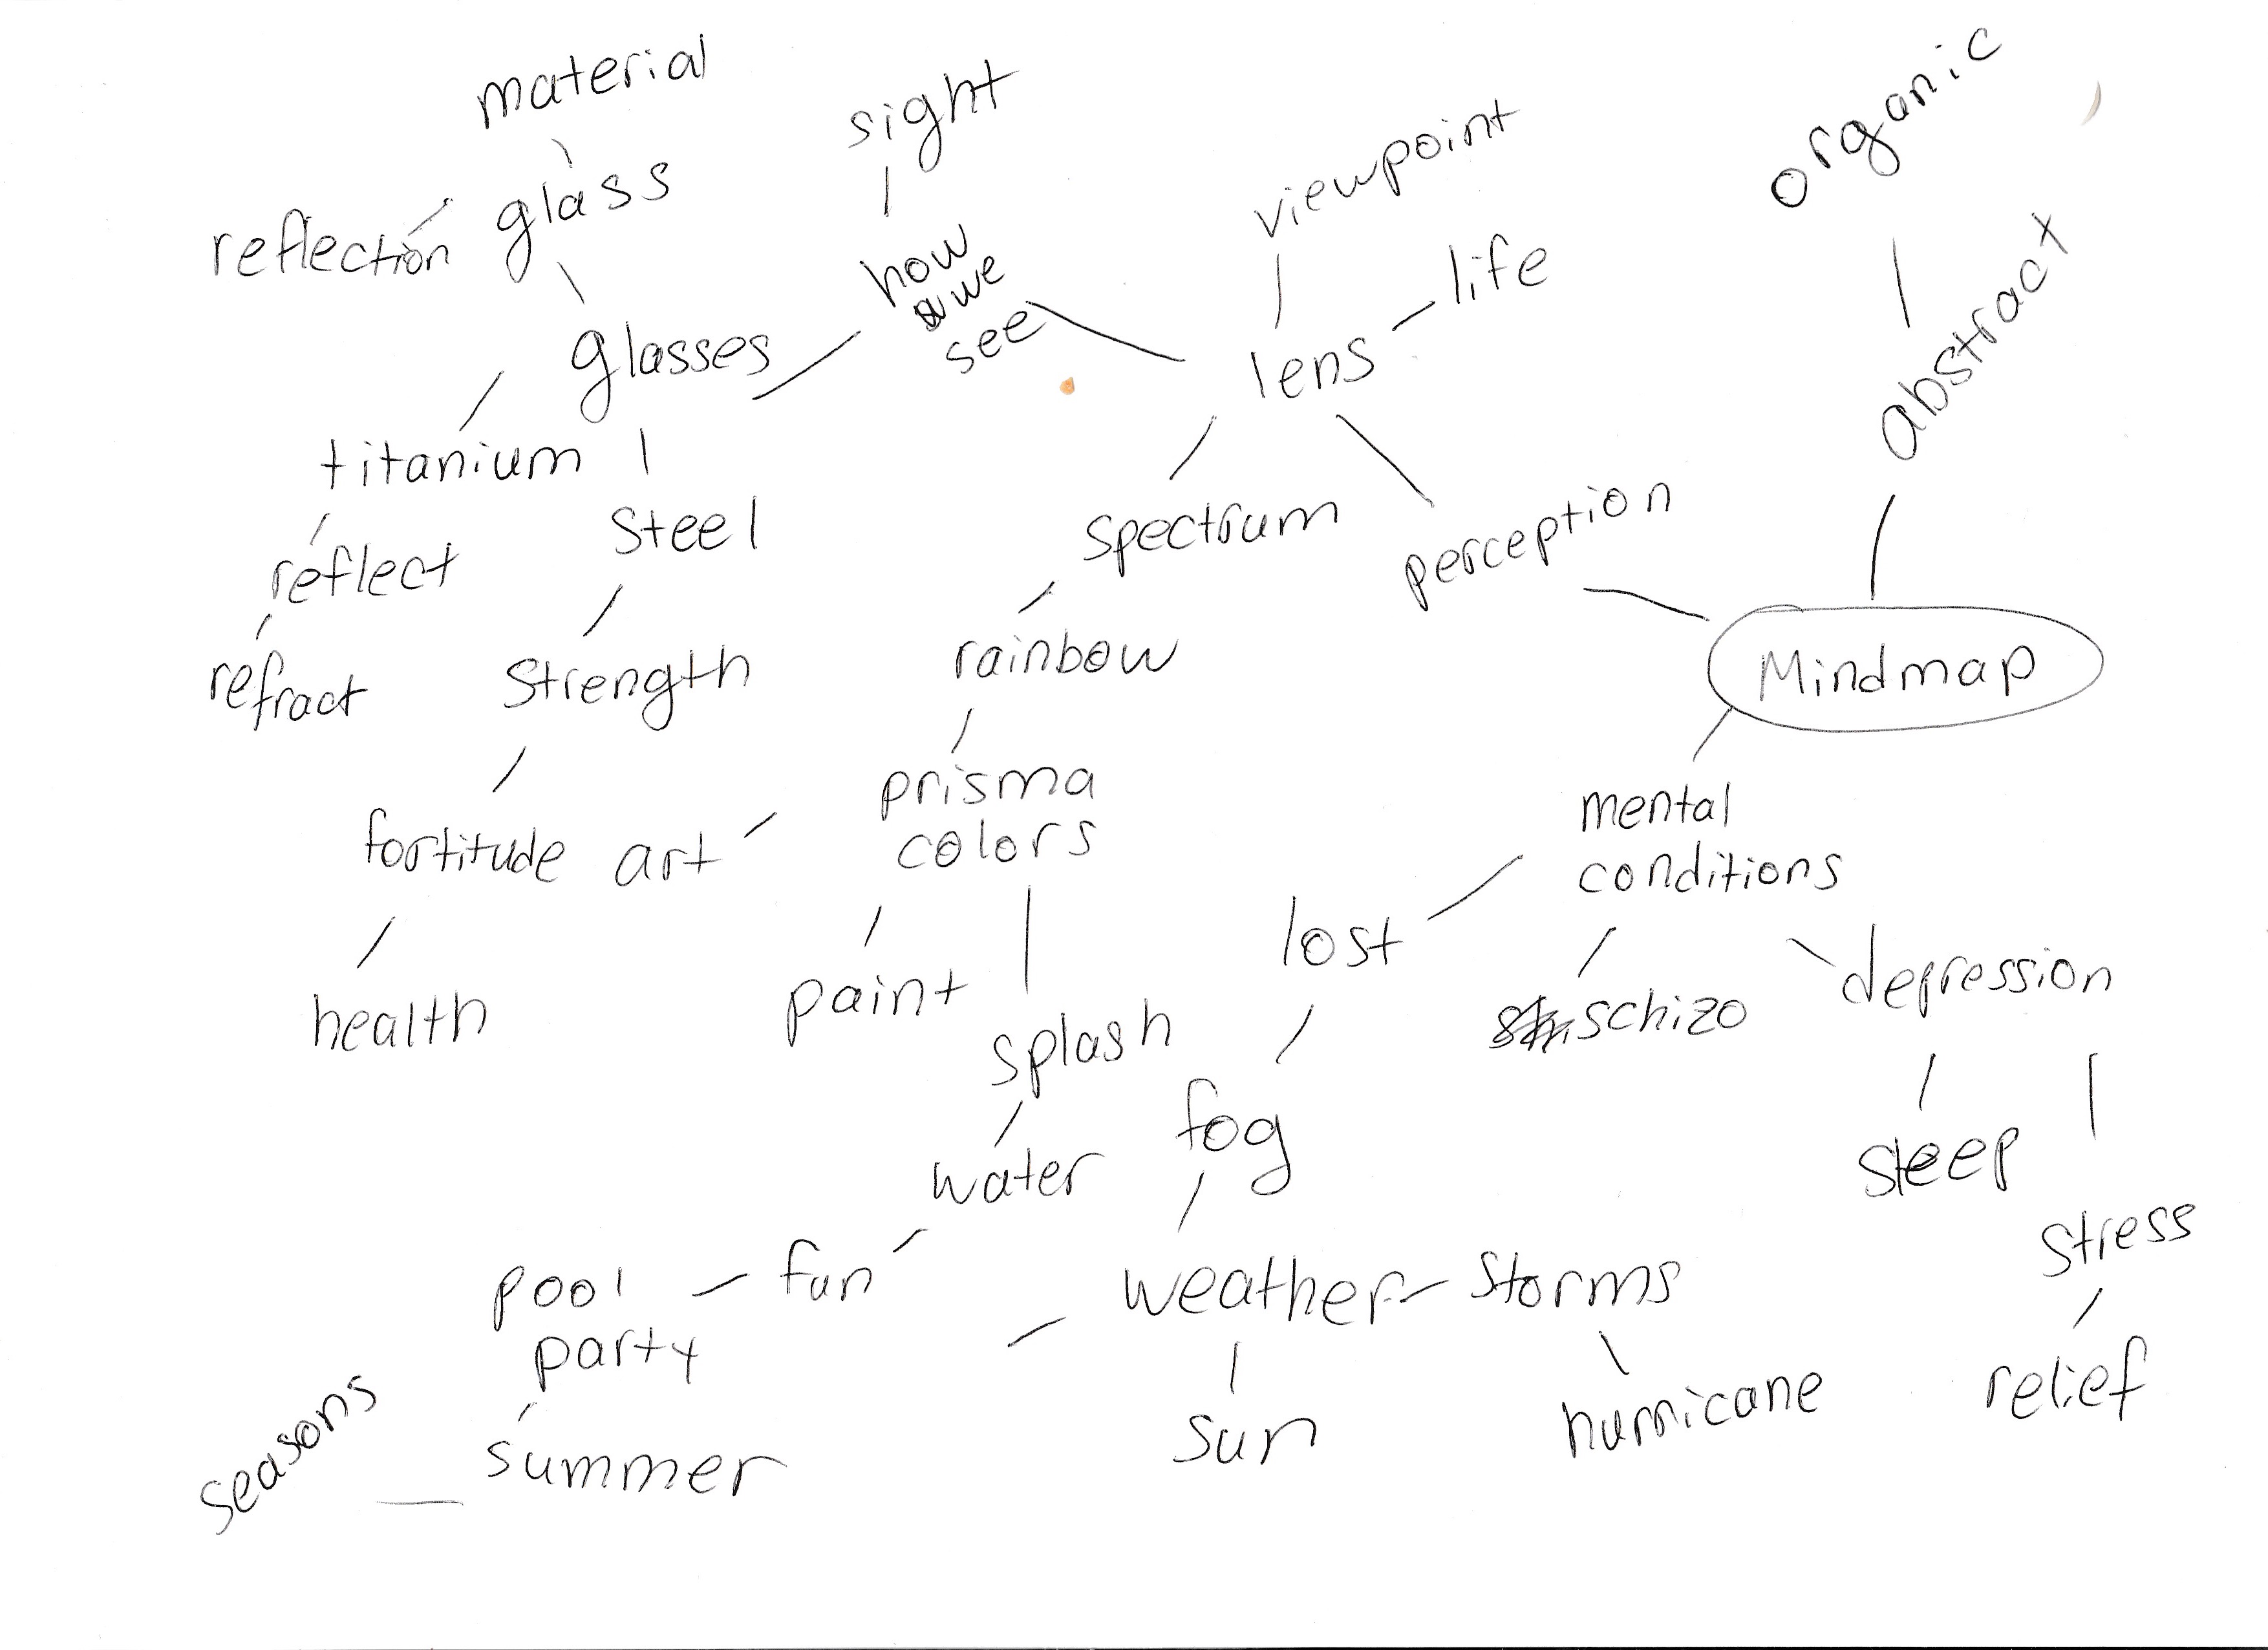 material
sight
organic
viewpoint
glass
reflection
how
we
see
life
abstract
glasses
lens
titanium
steel
spectrum
perception
reflect
refract
strength
rainbow
Mindmap
prisma
colors
mental
conditions
fortitude
art
lost
health
paint
schizo
depression
splash
fog
water
sleep
stress
pool
party
fun
weather
storms
relief
seasons
summer
sun
hurricane